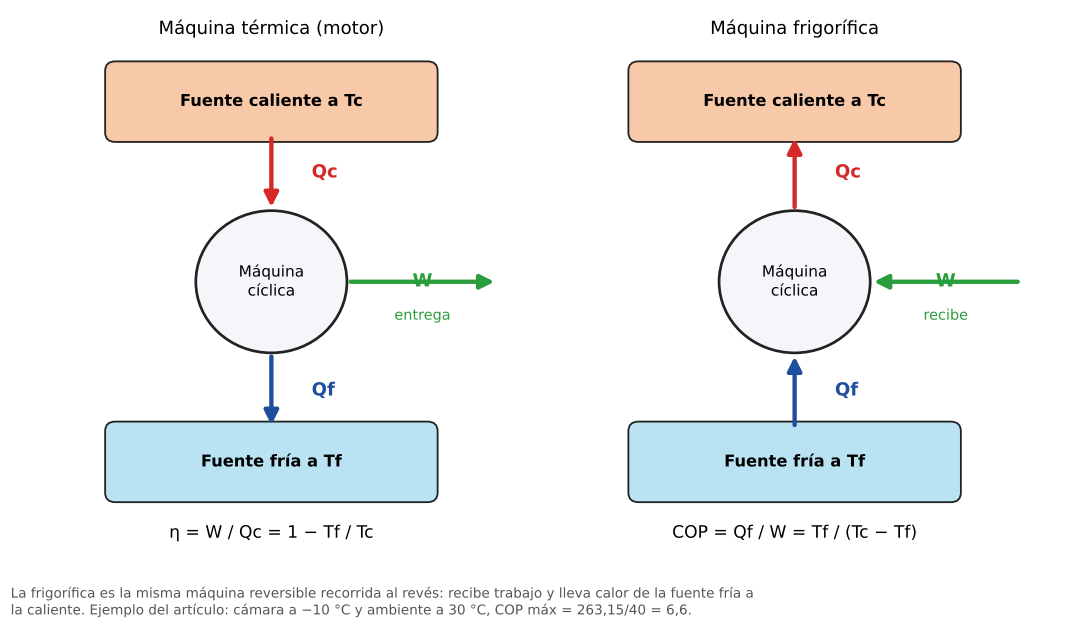 Máquina térmica (motor)
Fuente caliente a Tc
Qc
Máquina
cíclica
W
entrega
Qf
Fuente fría a Tf
η = W / Qc = 1 − Tf / Tc
Máquina frigorífica
Fuente caliente a Tc
Qc
Máquina
cíclica
W
recibe
Qf
Fuente fría a Tf
COP = Qf / W = Tf / (Tc − Tf)
La frigorífica es la misma máquina reversible recorrida al revés: recibe trabajo y lleva calor de la fuente fría a
la caliente. Ejemplo del artículo: cámara a −10 °C y ambiente a 30 °C, COP máx = 263,15/40 = 6,6.